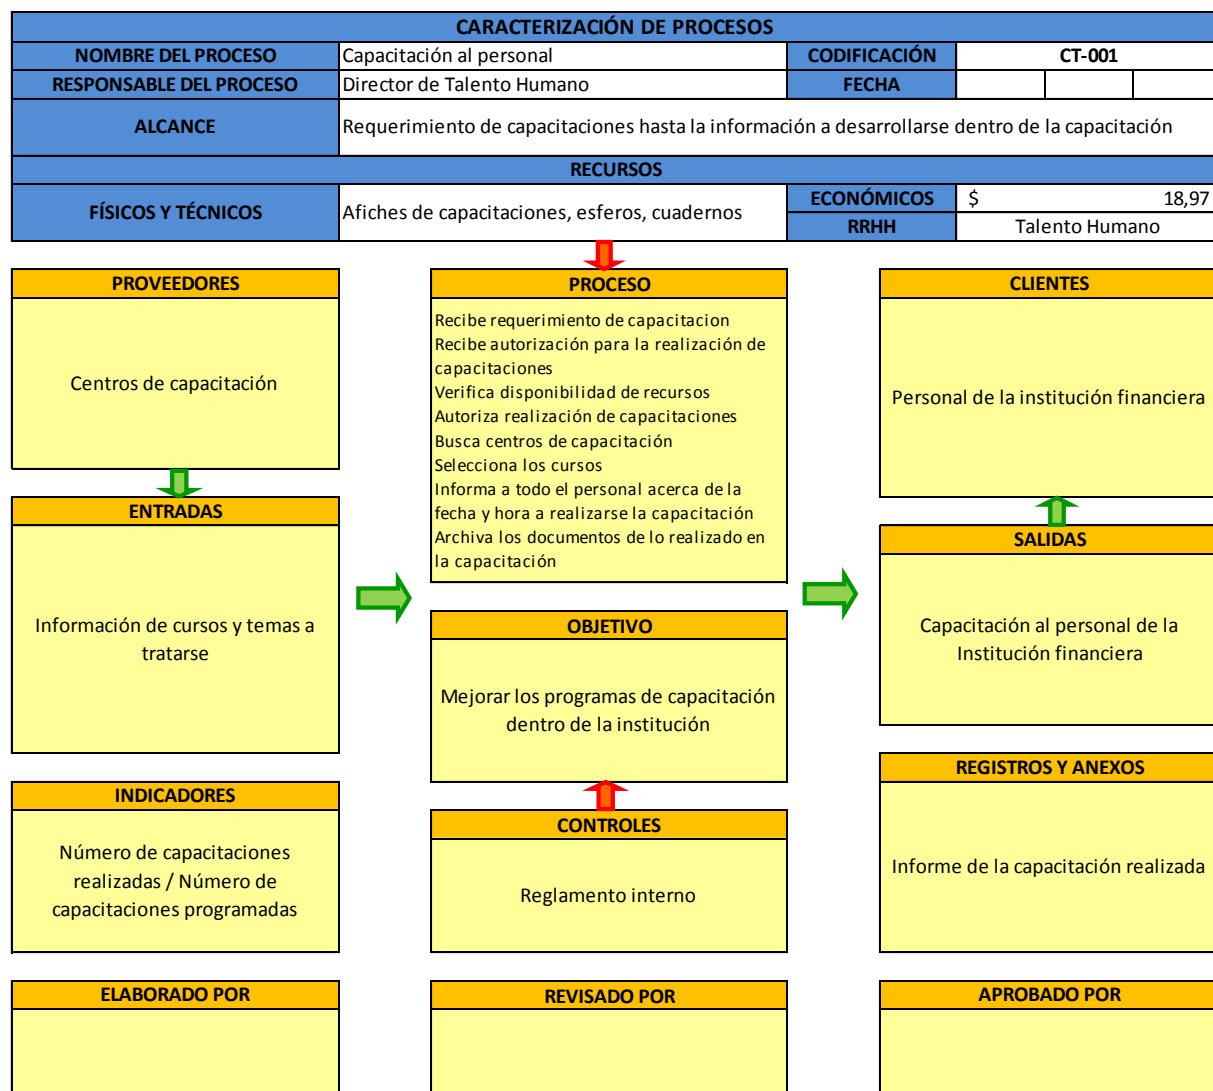 CARACTERIZACIÓN DE PROCESOS
NOMBRE DEL PROCESO Capacitación al personal CODIFICACIÓN CT-001
RESPONSABLE DEL PROCESO Director de Talento Humano FECHA
ALCANCE Requerimiento de capacitaciones hasta la información a desarrollarse dentro de la capacitación
RECURSOS
FÍSICOS Y TÉCNICOS Afiches de capacitaciones, esferos, cuadernos
ECONÓMICOS $ 18,97
RRHH Talento Humano
PROVEEDORES
Centros de capacitación
ENTRADAS
Información de cursos y temas a
tratarse
INDICADORES
Número de capacitaciones
realizadas / Número de
capacitaciones programadas
PROCESO
Recibe requerimiento de capacitacion
Recibe autorización para la realización de
capacitaciones
Verifica disponibilidad de recursos
Autoriza realización de capacitaciones
Busca centros de capacitación
Selecciona los cursos
Informa a todo el personal acerca de la
fecha y hora a realizarse la capacitación
Archiva los documentos de lo realizado en
la capacitación
OBJETIVO
Mejorar los programas de capacitación
dentro de la institución
CONTROLES
Reglamento interno
CLIENTES
Personal de la institución financiera
SALIDAS
Capacitación al personal de la
Institución financiera
REGISTROS Y ANEXOS
Informe de la capacitación realizada
ELABORADO POR
REVISADO POR
APROBADO POR